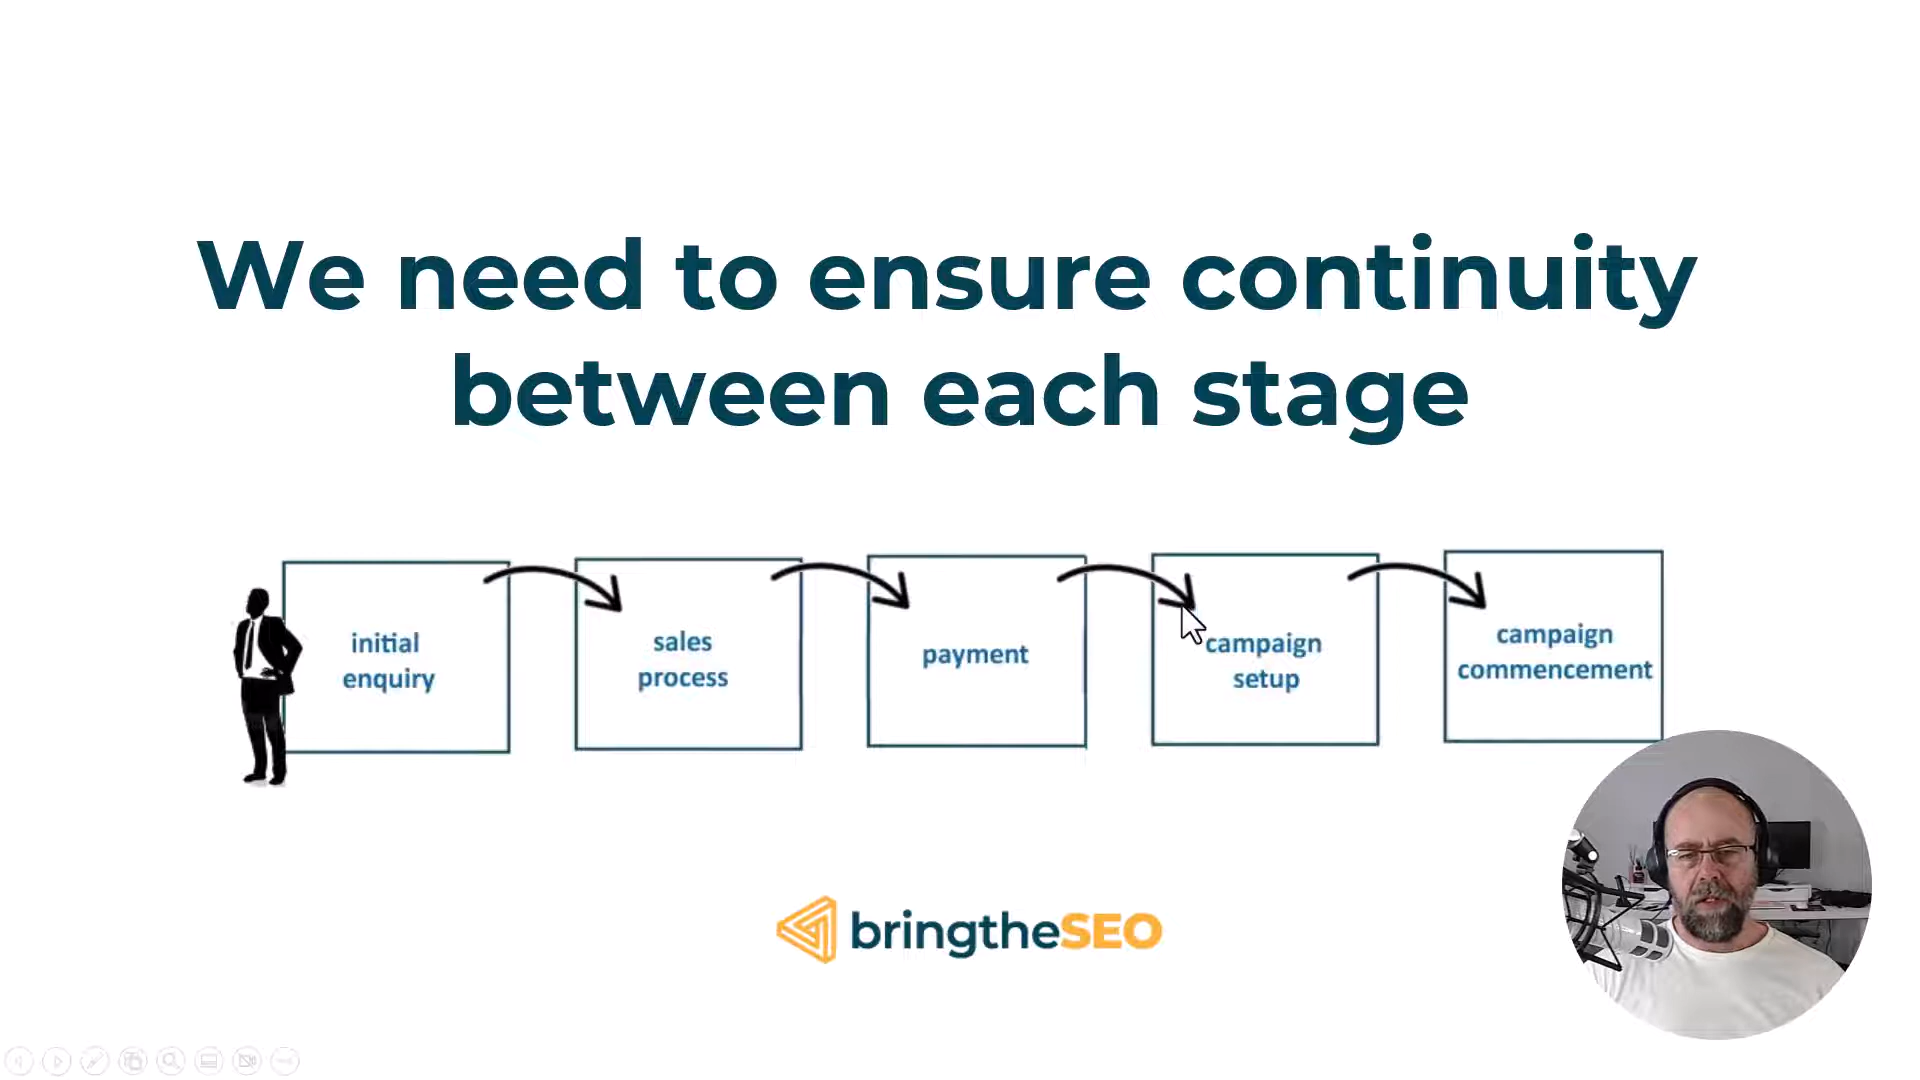 We need to ensure continuity
between each stage
initial
enquiry
sales
process
payment
campaign
setup
campaign
commencement
bringtheSEO